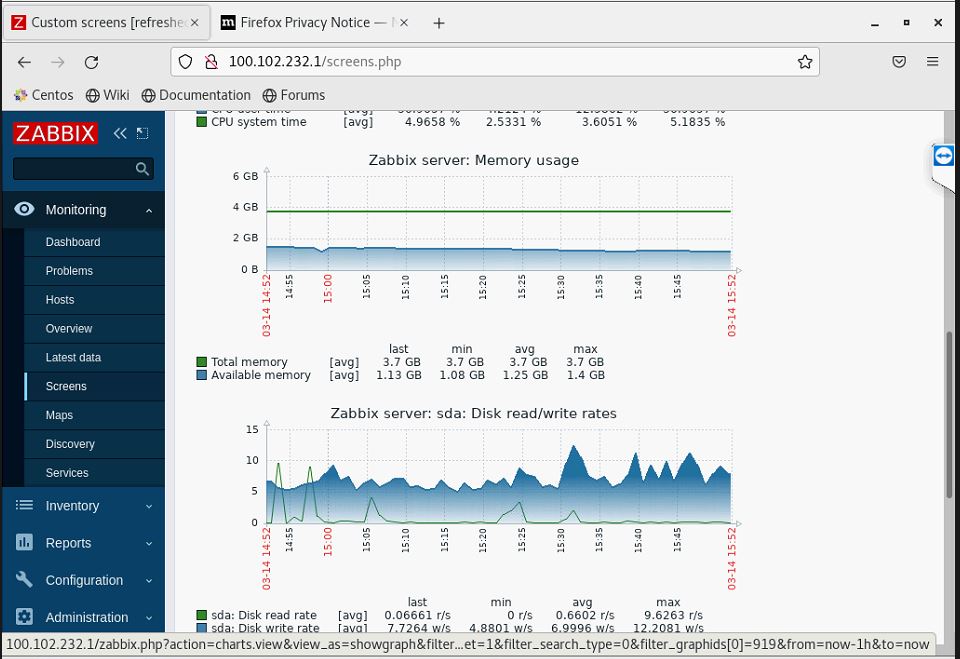 Custom screens [refreshe
Firefox Privacy Notice —
100.102.232.1/screens.php
Centos Wiki Documentation Forums
ZABBIX
Monitoring
Dashboard
Problems
Hosts
Overview
Latest data
Screens
Maps
Discovery
Services
Inventory
Reports
Configuration
Administration
CPU system time [avg] 4.9658 % 2.5331 % 3.6051 % 5.1835 %
Zabbix server: Memory usage
6 GB
4 GB
2 GB
0 B
03-14 14:52 14:55 15:00 15:05 15:10 15:15 15:20 15:25 15:30 15:35 15:40 15:45 03-14 15:52
last min avg max
Total memory [avg] 3.7 GB 3.7 GB 3.7 GB 3.7 GB
Available memory [avg] 1.13 GB 1.08 GB 1.25 GB 1.4 GB
Zabbix server: sda: Disk read/write rates
15
10
5
0
03-14 14:52 14:55 15:00 15:05 15:10 15:15 15:20 15:25 15:30 15:35 15:40 15:45 03-14 15:52
last min avg max
sda: Disk read rate [avg] 0.06661 r/s 0 r/s 0.6602 r/s 9.6263 r/s
sda: Disk write rate [avg] 7.7264 w/s 4.8801 w/s 6.9996 w/s 12.2081 w/s
100.102.232.1/zabbix.php?action=charts.view&view_as=showgraph&filter...et=1&filter_search_type=0&filter_graphids[0]=919&from=now-1h&to=now